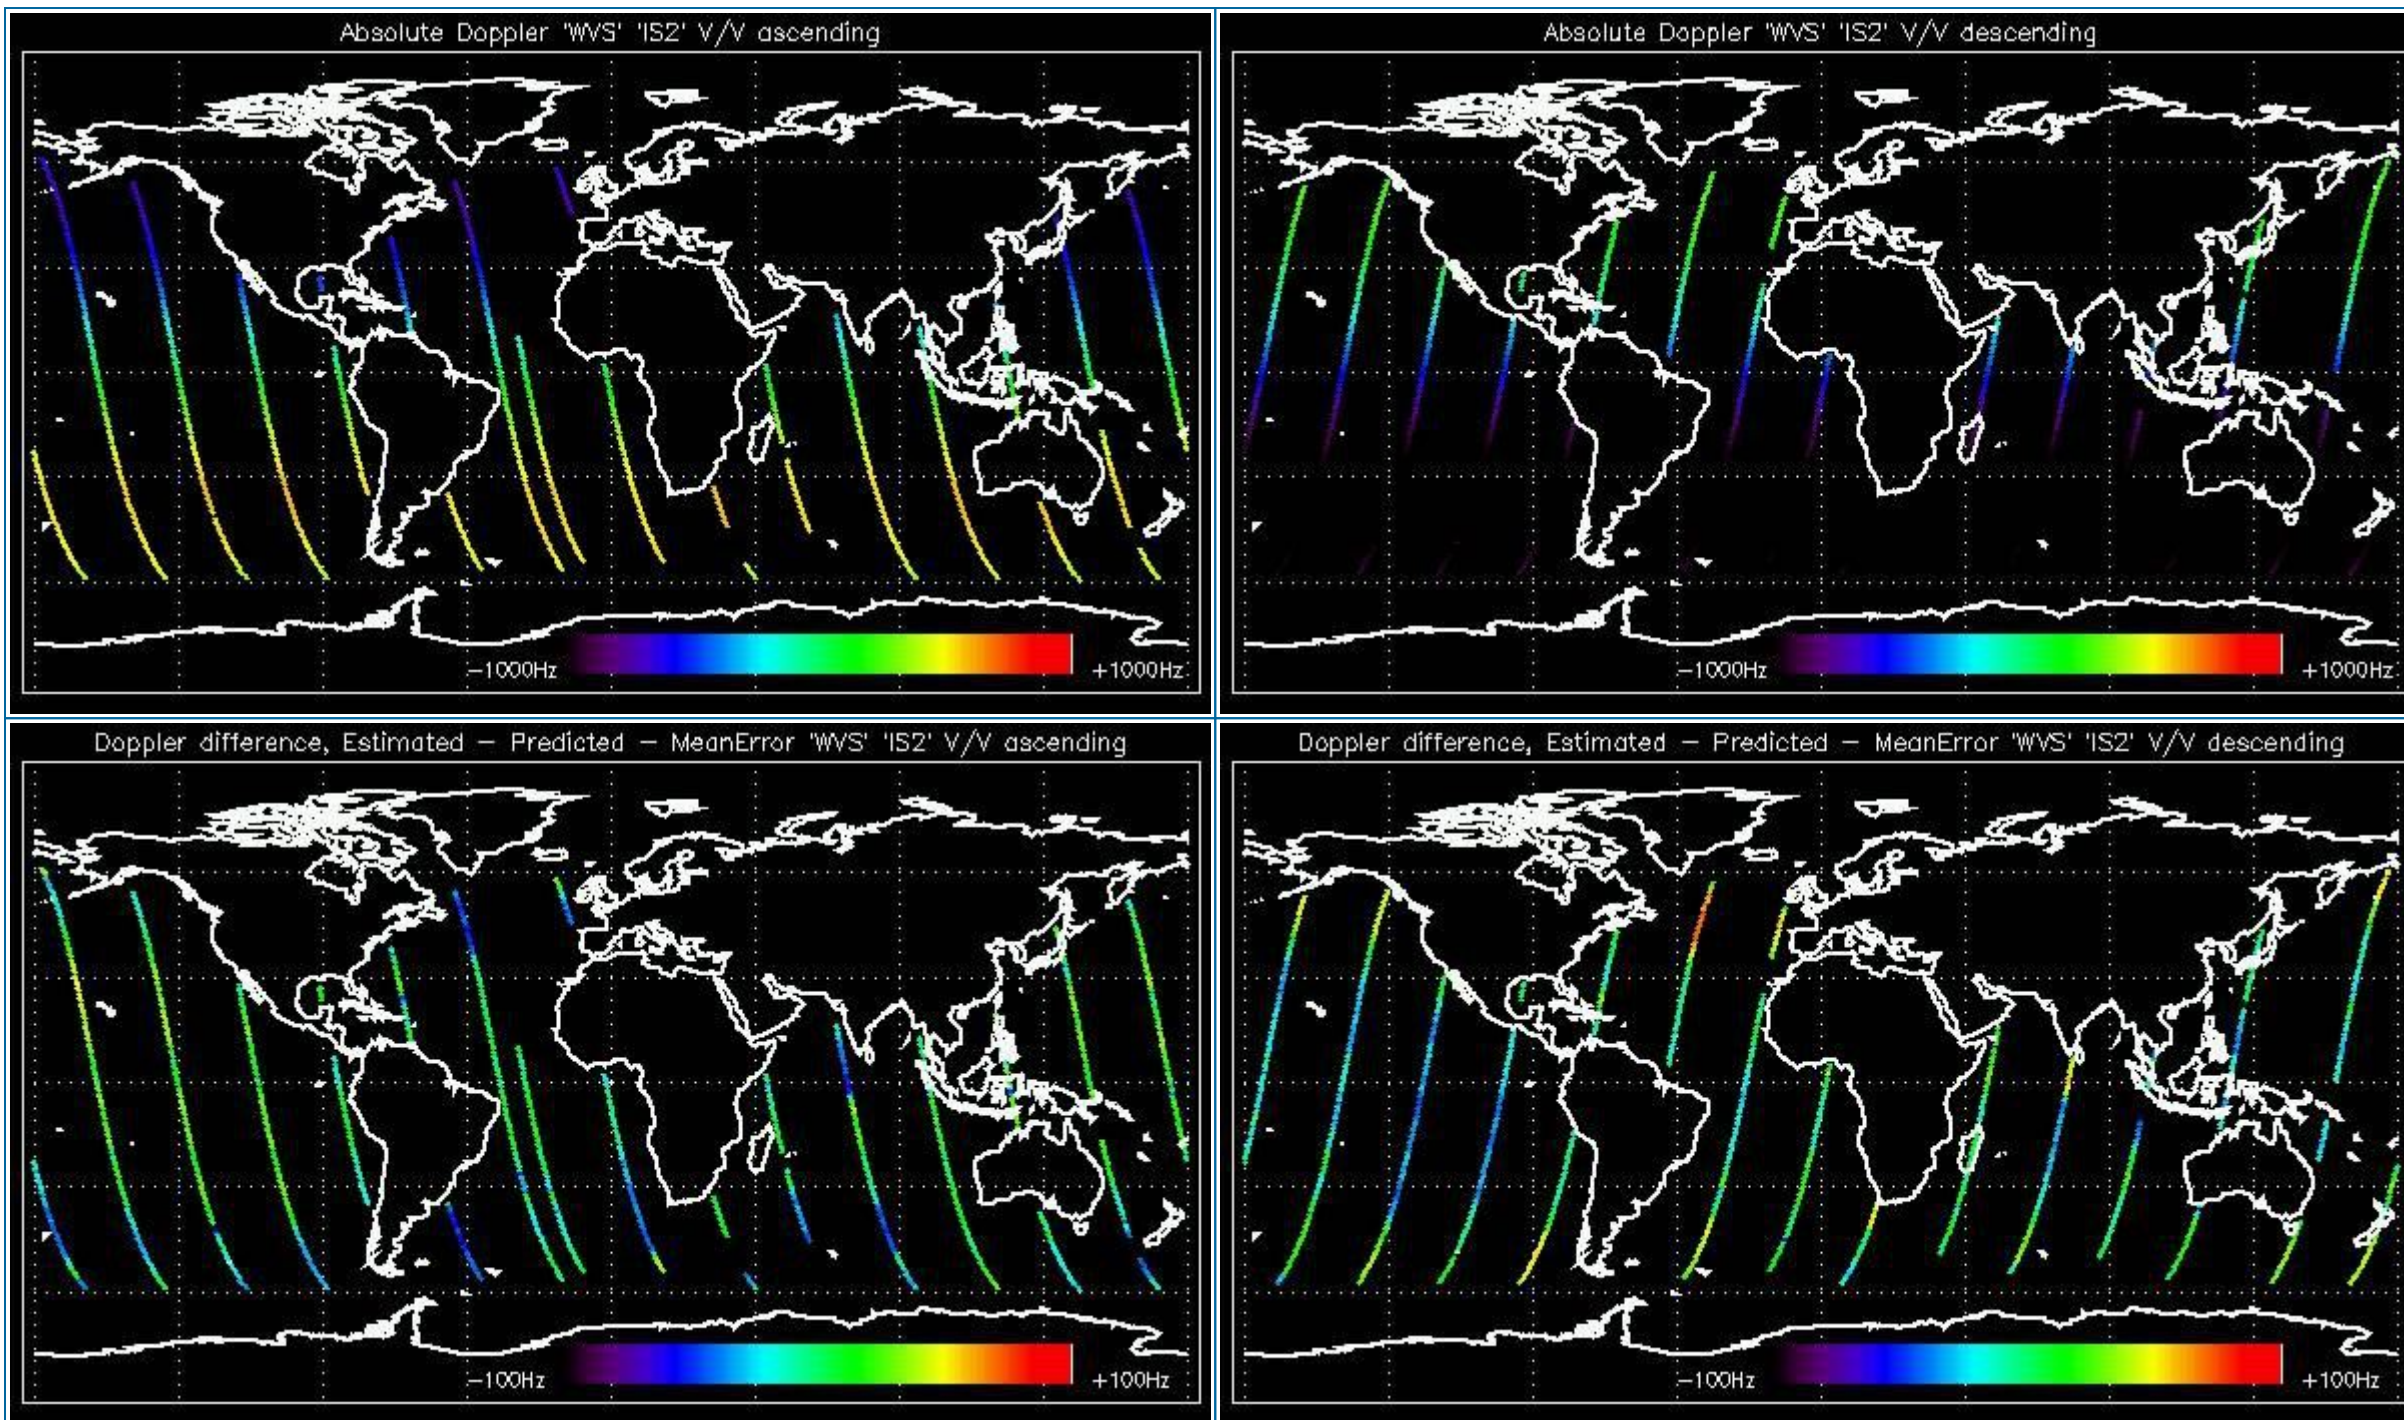 Absolute Doppler 'WVS' 'IS2' V/V ascending
-1000Hz
+1000Hz
Absolute Doppler 'WVS' 'IS2' V/V descending
-1000Hz
+1000Hz
Doppler difference, Estimated - Predicted - MeanError 'WVS' 'IS2' V/V ascending
-100Hz
+100Hz
Doppler difference, Estimated - Predicted - MeanError 'WVS' 'IS2' V/V descending
-100Hz
+100Hz